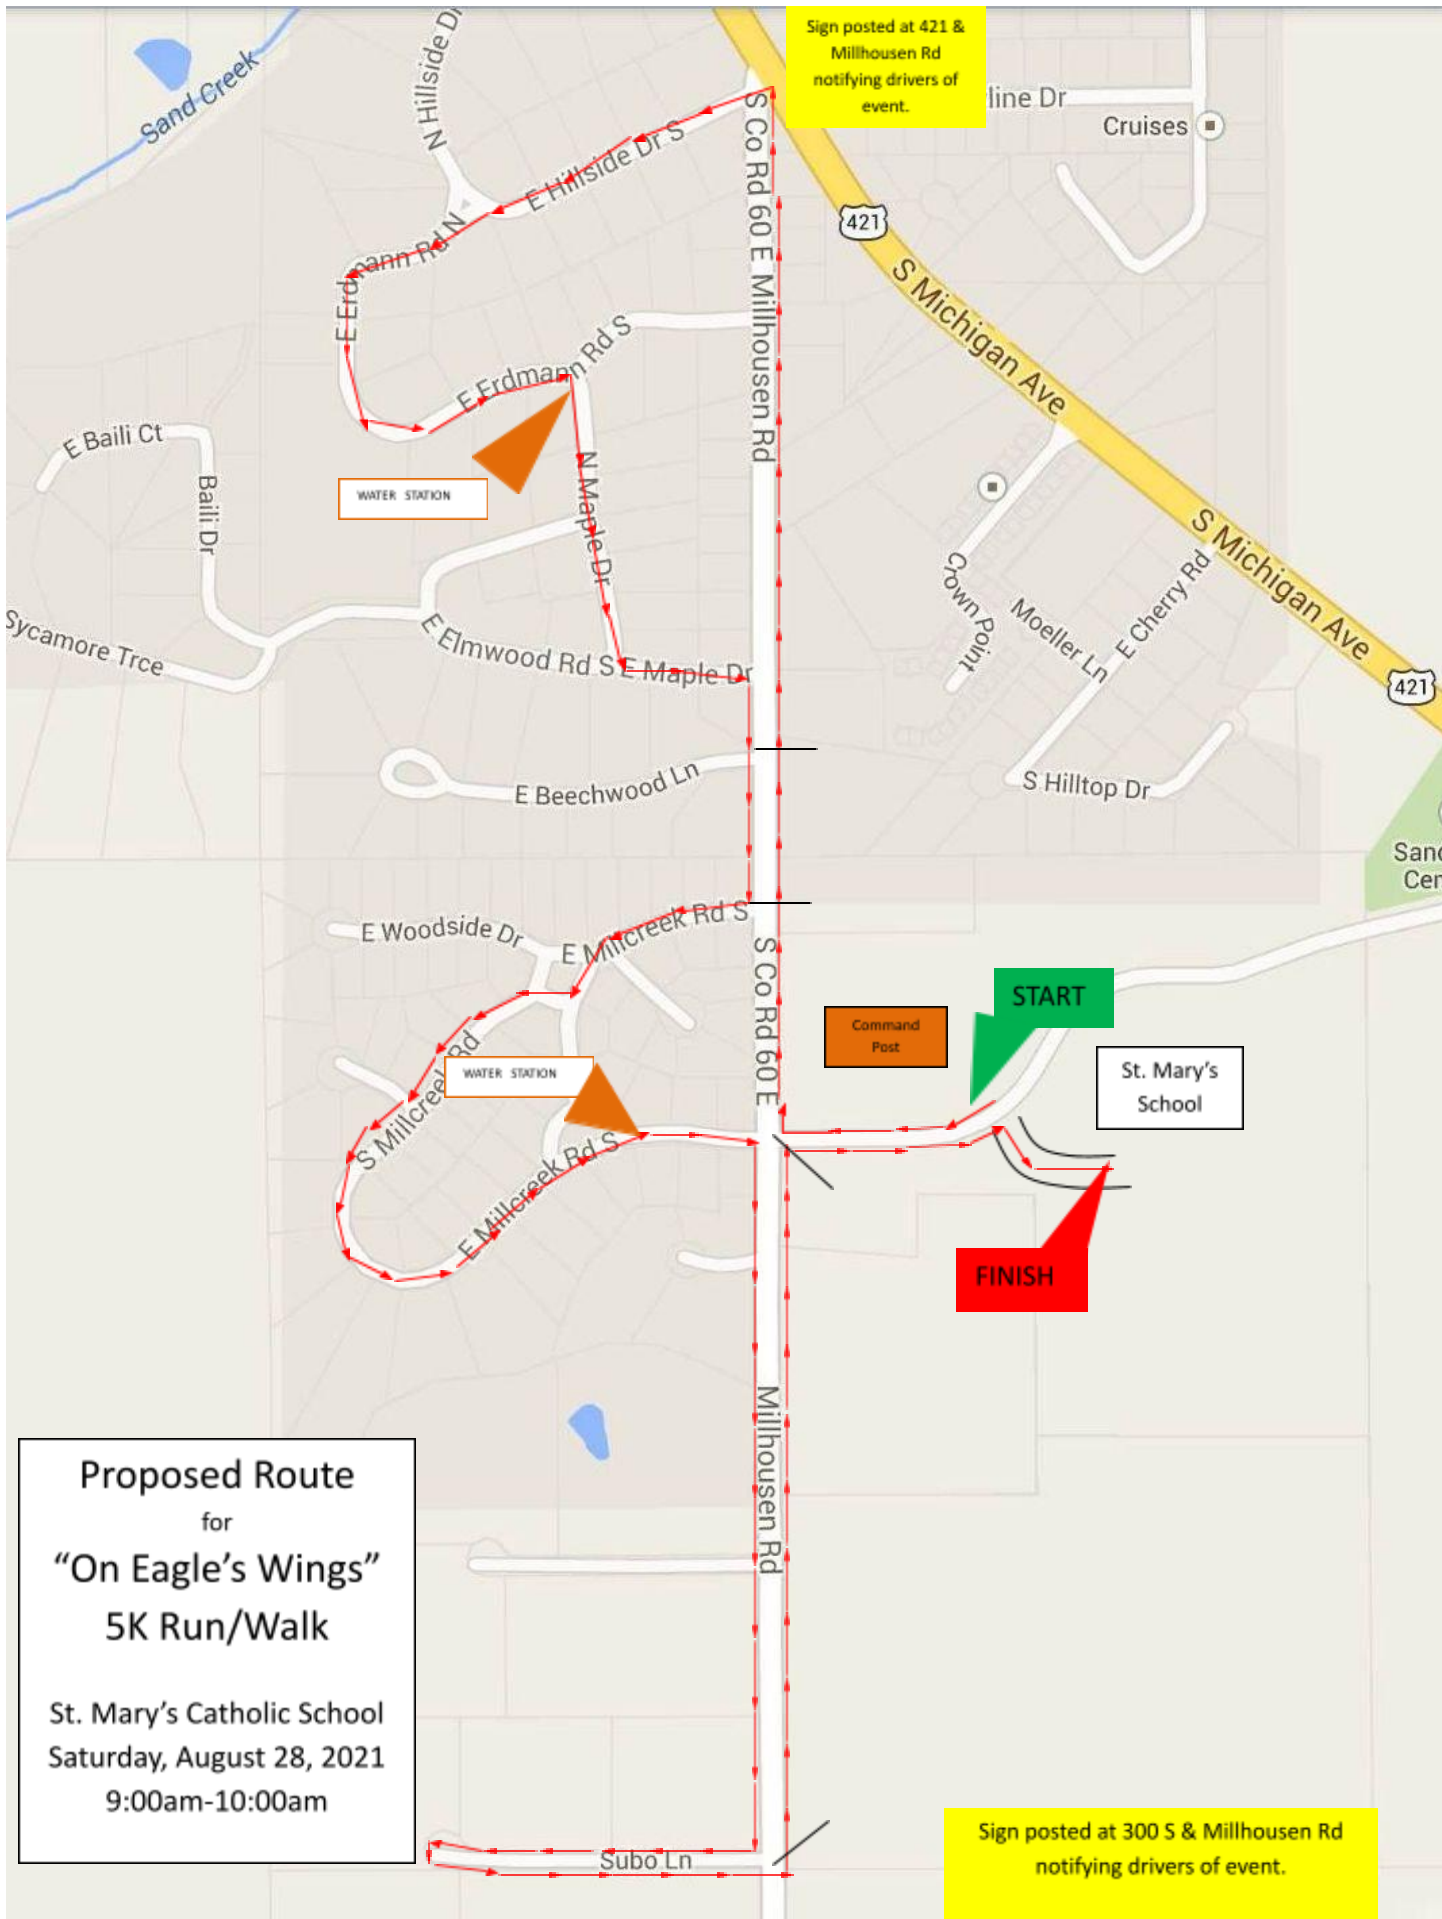 Sign posted at 421 &
Millhousen Rd
notifying drivers of
event.
Sand Creek
N Hillside Dr
line Dr
Cruises
E Hillside Dr S
S Co Rd 60 E
Millhousen Rd
421
E Erdmann Rd N
S Michigan Ave
E Erdmann Rd S
E Baili Ct
Baili Dr
WATER STATION
N Maple Dr
S Michigan Ave
Crown Point
Moeller Ln
E Cherry Rd
Sycamore Trce
E Elmwood Rd S
E Maple Dr
421
E Beechwood Ln
S Hilltop Dr
Sand
Cen
E Woodside Dr
E Millcreek Rd S
S Co Rd 60 E
START
Command
Post
WATER STATION
St. Mary's
School
S Millcreek Rd
E Millcreek Rd S
FINISH
Millhousen Rd
Proposed Route
for
“On Eagle’s Wings”
5K Run/Walk
St. Mary’s Catholic School
Saturday, August 28, 2021
9:00am-10:00am
Subo Ln
Sign posted at 300 S & Millhousen Rd
notifying drivers of event.